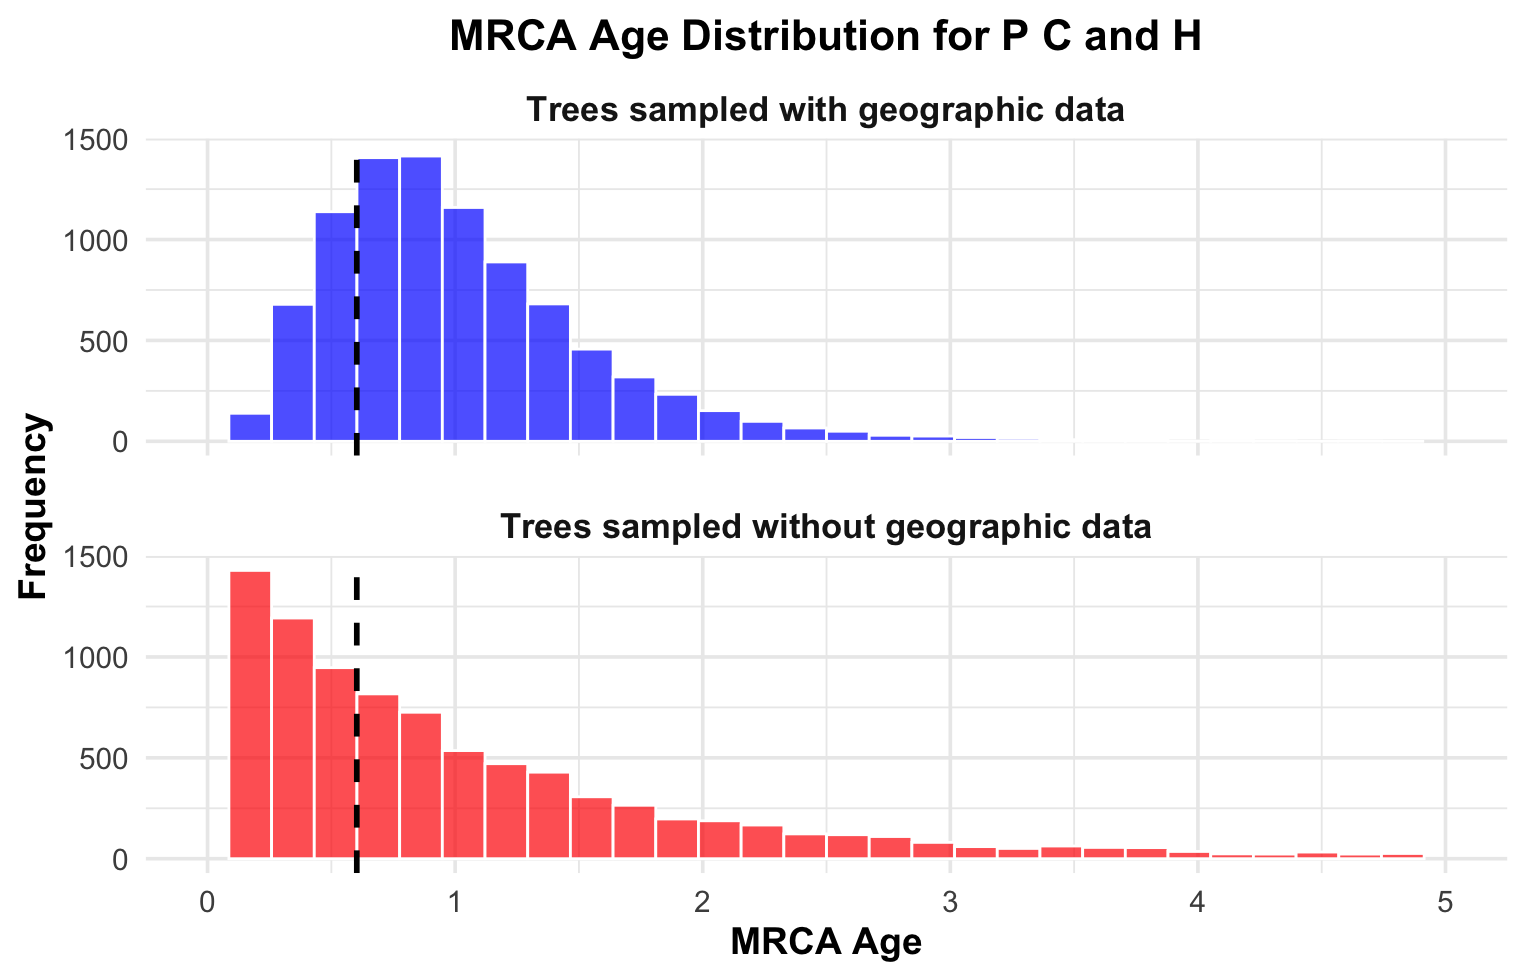 MRCA Age Distribution for P C and H
Trees sampled with geographic data
1500
1000
500
0
Frequency
Trees sampled without geographic data
1500
1000
500
0
0 1 2 3 4 5
MRCA Age